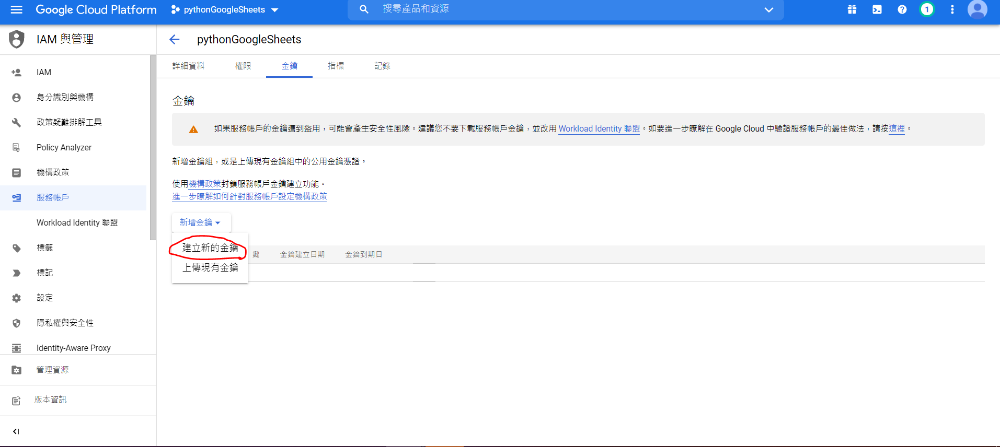 Google Cloud Platform
pythonGoogleSheets
搜尋產品和資源
1
IAM 與管理
pythonGoogleSheets
詳細資料
權限
金鑰
指標
記錄
IAM
身分識別與機構
政策疑難排解工具
Policy Analyzer
機構政策
服務帳戶
Workload Identity 聯盟
標籤
標記
設定
隱私權與安全性
Identity-Aware Proxy
管理資源
版本資訊
金鑰
如果服務帳戶的金鑰遭到盜用，可能會產生安全性風險。建議您不要下載服務帳戶金鑰，並改用 Workload Identity 聯盟。如要進一步瞭解在 Google Cloud 中驗證服務帳戶的最佳做法，請按這裡。
新增金鑰組，或是上傳現有金鑰組中的公用金鑰憑證。
使用機構政策封鎖服務帳戶金鑰建立功能。
進一步瞭解如何針對服務帳戶設定機構政策
新增金鑰
建立新的金鑰
上傳現有金鑰
鍵
金鑰建立日期
金鑰到期日